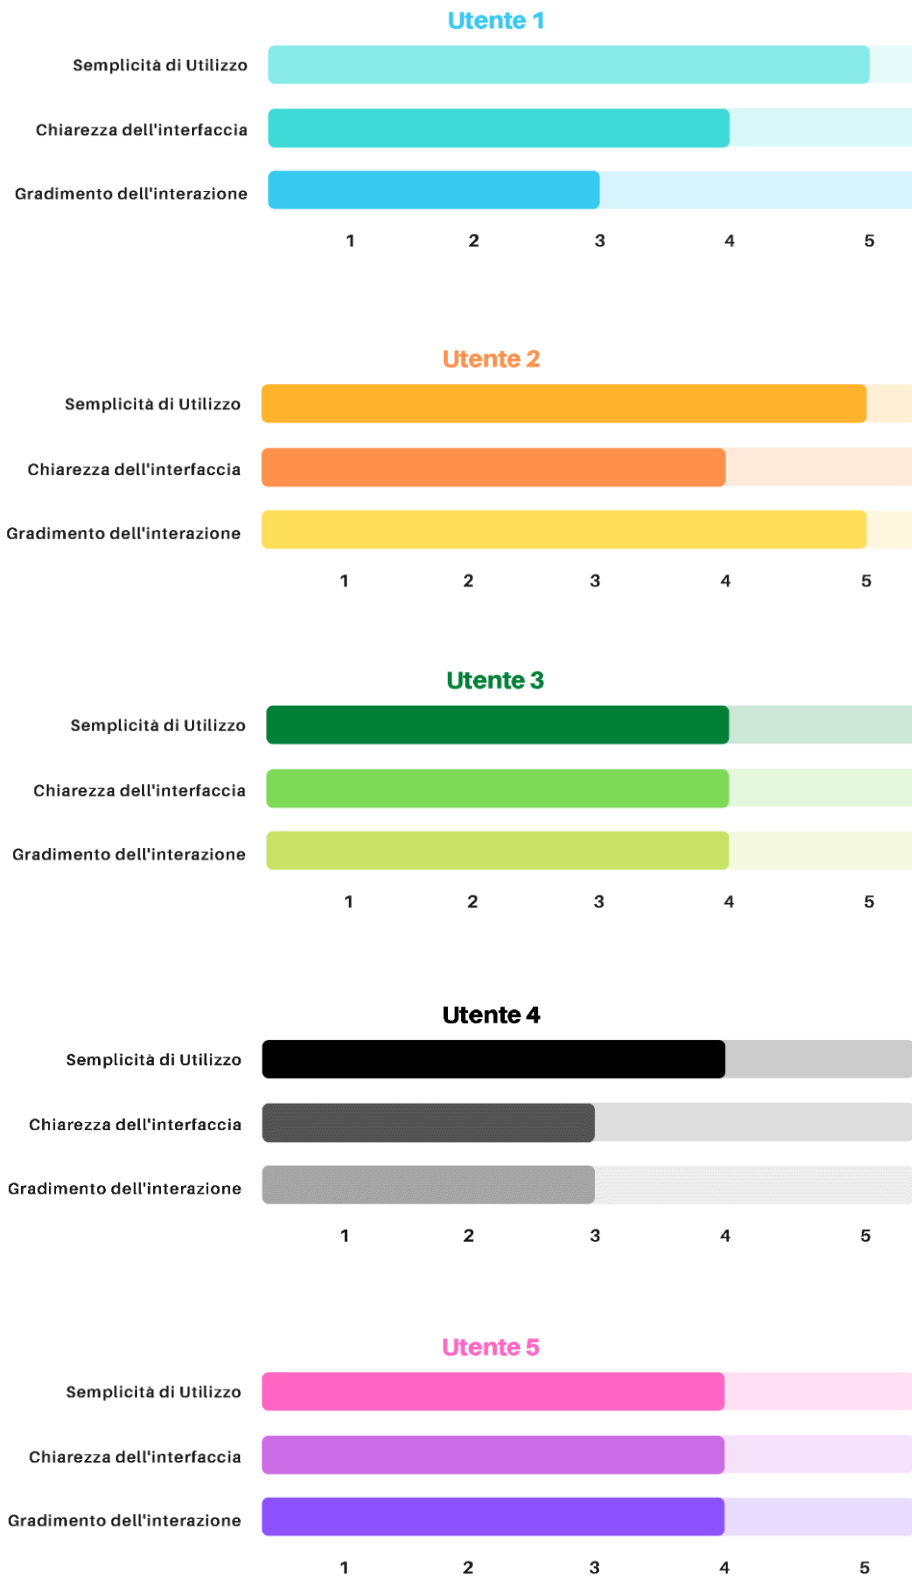 Utente 1
Semplicità di Utilizzo
Chiarezza dell'interfaccia
Gradimento dell'interazione
1 2 3 4 5
Utente 2
Semplicità di Utilizzo
Chiarezza dell'interfaccia
Gradimento dell'interazione
1 2 3 4 5
Utente 3
Semplicità di Utilizzo
Chiarezza dell'interfaccia
Gradimento dell'interazione
1 2 3 4 5
Utente 4
Semplicità di Utilizzo
Chiarezza dell'interfaccia
Gradimento dell'interazione
1 2 3 4 5
Utente 5
Semplicità di Utilizzo
Chiarezza dell'interfaccia
Gradimento dell'interazione
1 2 3 4 5